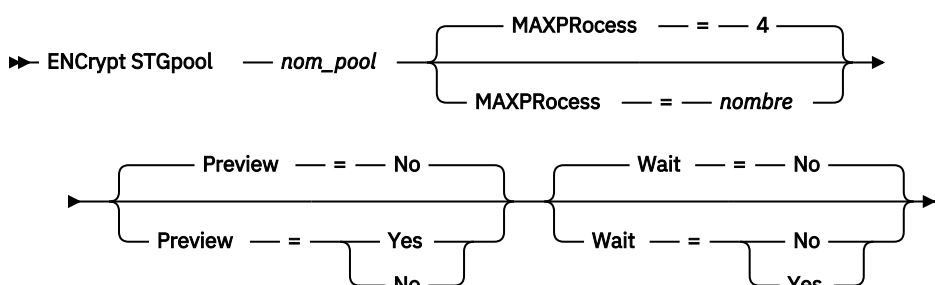 MAXPRocess = 4
ENCrypt STGpool nom_pool
MAXPRocess = nombre
Preview = No
Wait = No
Preview = Yes
Wait = No
No
Yes